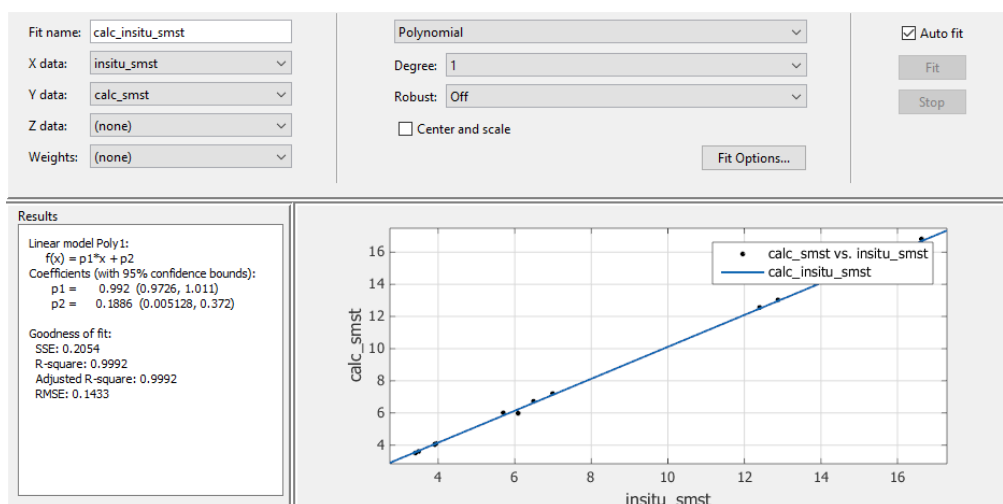 Fit name: calc_insitu_smst
X data: insitu_smst
Y data: calc_smst
Z data: (none)
Weights: (none)
Polynomial
Degree: 1
Robust: Off
Center and scale
Fit Options...
Auto fit
Fit
Stop
Results
Linear model Poly1:
f(x) = p1*x + p2
Coefficients (with 95% confidence bounds):
p1 = 0.992 (0.9726, 1.011)
p2 = 0.1886 (0.005128, 0.372)
Goodness of fit:
SSE: 0.2054
R-square: 0.9992
Adjusted R-square: 0.9992
RMSE: 0.1433
calc_smst vs. insitu_smst
calc_insitu_smst
16
14
12
10
8
6
4
calc_smst
4 6 8 10 12 14 16
insitu_smst